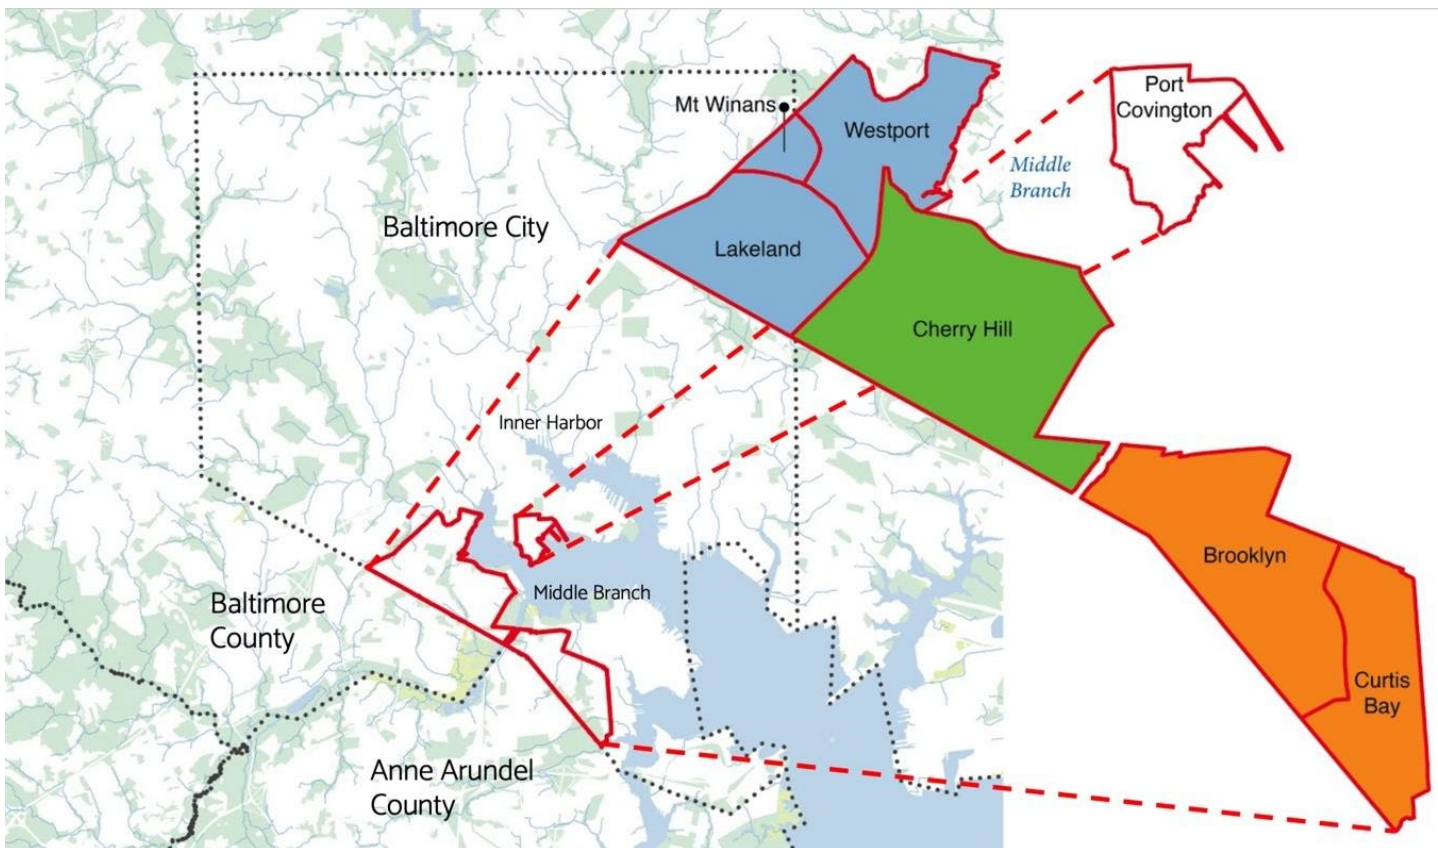 Port
Covington
Mt Winans
Westport
Middle
Branch
Baltimore City
Lakeland
Cherry Hill
Inner Harbor
Brooklyn
Middle Branch
Baltimore
County
Curtis
Bay
Anne Arundel
County